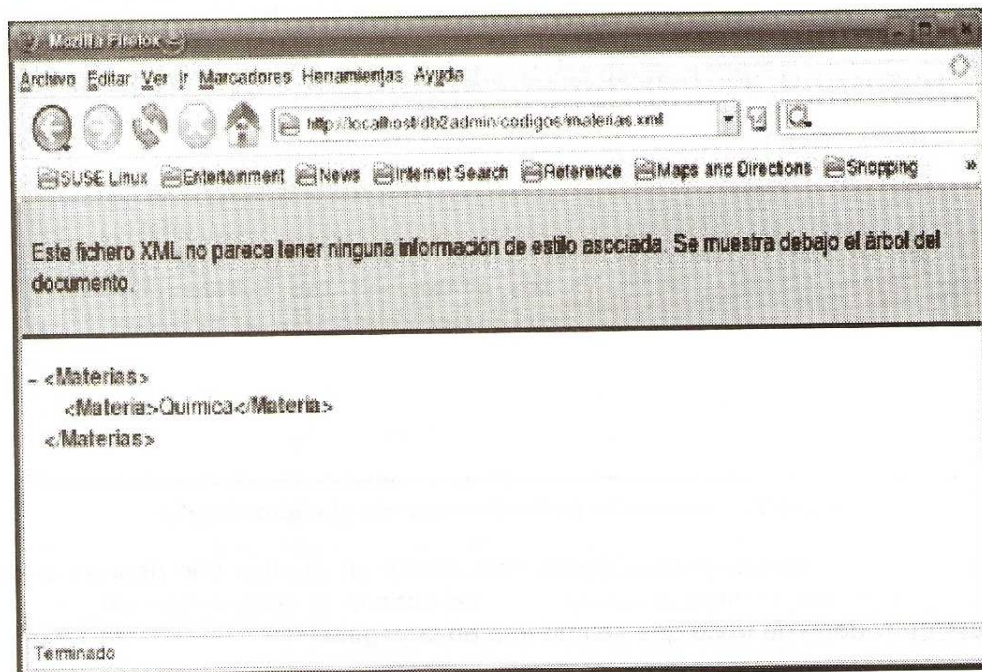 Mozilla Firefox
Archivo Editar Ver Ir Marcadores Herramientas Ayuda
http://localhost/db2admin/codigos/materias.xml
SUSE Linux Entertainment News Internet Search Reference Maps and Directions Shopping »
Este fichero XML no parece tener ninguna información de estilo asociada. Se muestra debajo el árbol del
documento.
- <Materias>
<Materia>Quimica</Materia>
</Materias>
Terminado